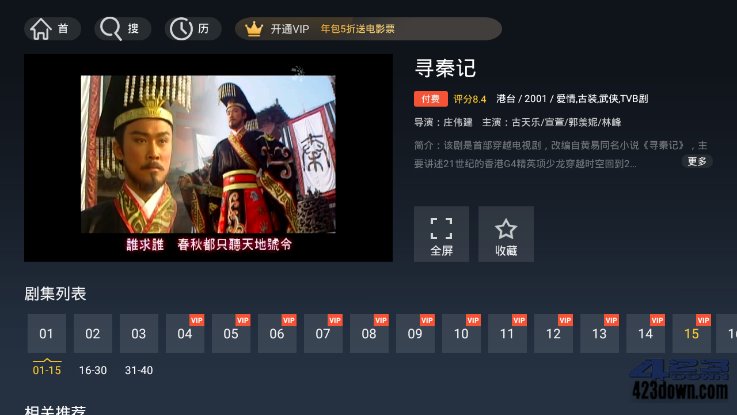 首 搜 历 开通VIP 年包5折送电影票
寻秦记
付费 评分8.4 港台 / 2001 / 爱情,古装,武侠,TVB剧
导演：庄伟建 主演：古天乐/宣萱/郭羡妮/林峰
简介：该剧是首部穿越电视剧，改编自黄易同名小说《寻秦记》，主
要讲述21世纪的香港G4精英项少龙穿越时空回到2... 更多
秦
誰求誰 春秋都只聽天地號令
全屏 收藏
剧集列表
01 02 03 04 VIP 05 VIP 06 VIP 07 VIP 08 VIP 09 VIP 10 VIP 11 VIP 12 VIP 13 VIP 14 VIP 15 VIP
01-15 16-30 31-40
423down.com
相关推荐